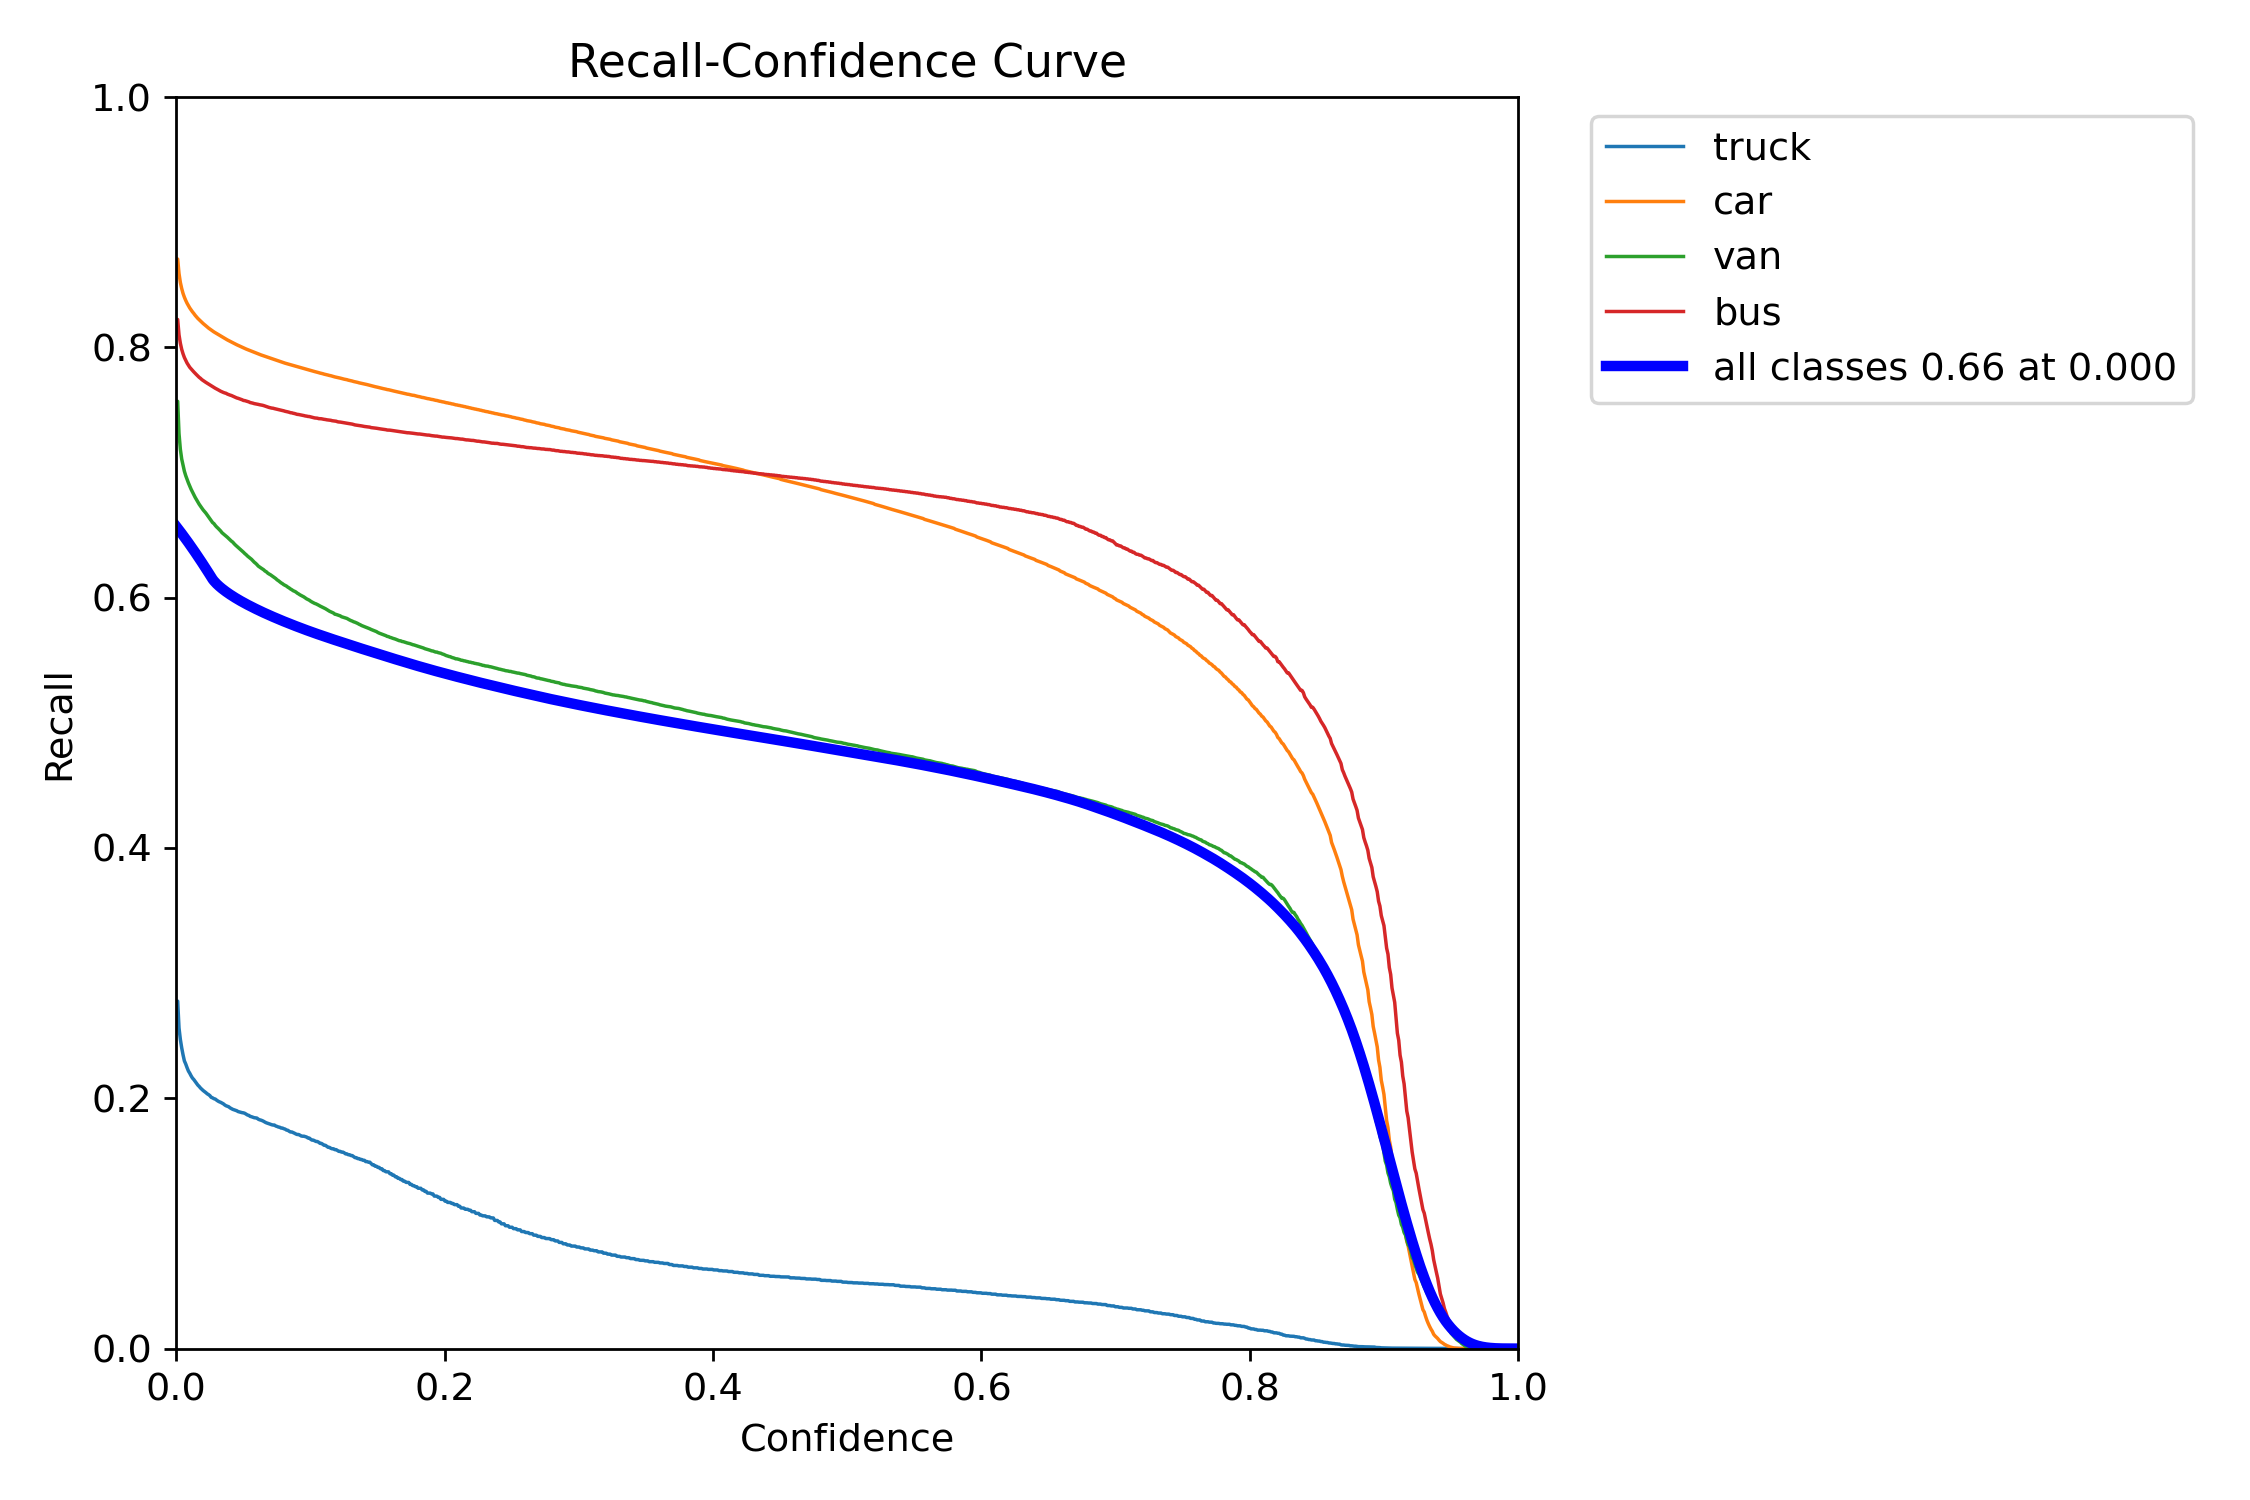 Recall-Confidence Curve
1.0
0.8
0.6
0.4
0.2
0.0
Recall
0.0 0.2 0.4 0.6 0.8 1.0
Confidence
truck
car
van
bus
all classes 0.66 at 0.000